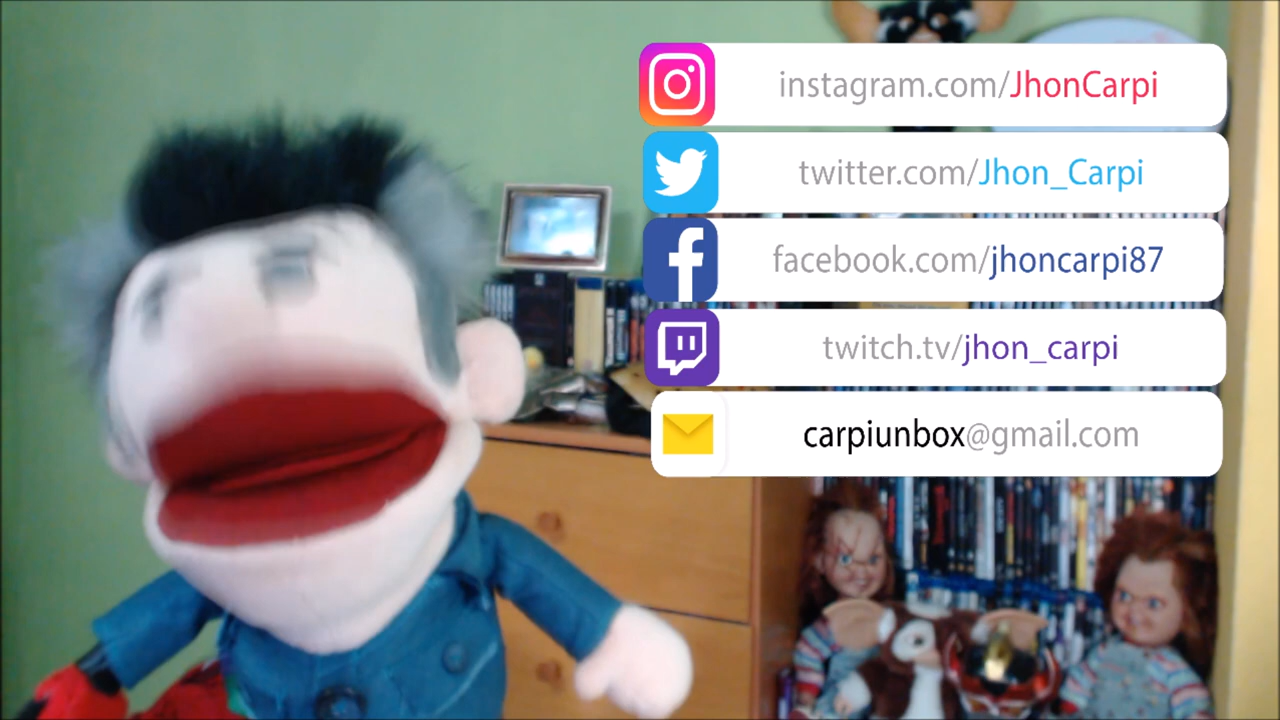 instagram.com/JhonCarpi
twitter.com/Jhon_Carpi
facebook.com/jhoncarpi87
twitch.tv/jhon_carpi
carpiunbox@gmail.com